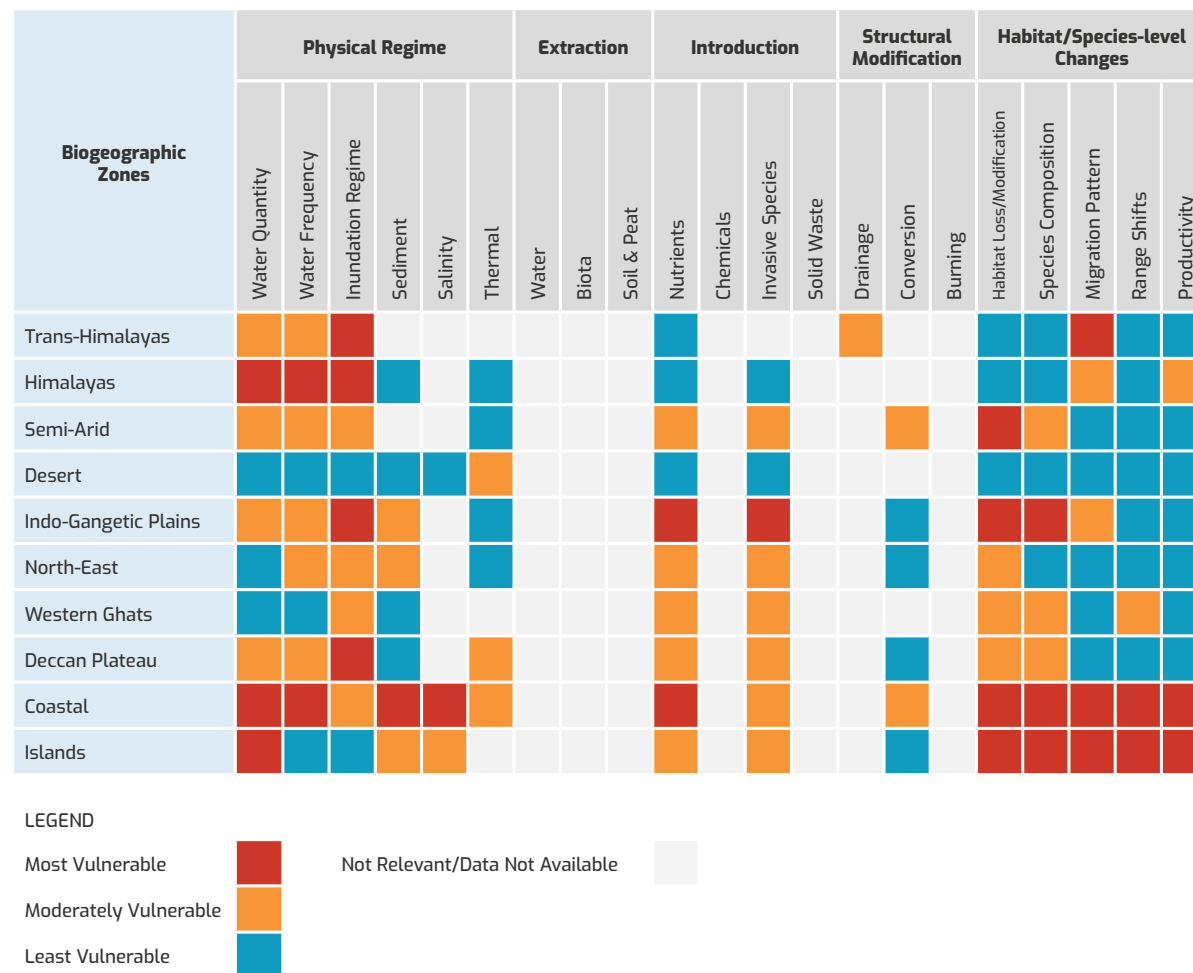 Biogeographic
Zones
Physical Regime
Extraction
Introduction
Structural
Modification
Habitat/Species-level
Changes
Water Quantity
Water Frequency
Inundation Regime
Sediment
Salinity
Thermal
Water
Biota
Soil & Peat
Nutrients
Chemicals
Invasive Species
Solid Waste
Drainage
Conversion
Burning
Habitat Loss/Modification
Species Composition
Migration Pattern
Range Shifts
Productivity
Trans-Himalayas
Himalayas
Semi-Arid
Desert
Indo-Gangetic Plains
North-East
Western Ghats
Deccan Plateau
Coastal
Islands
LEGEND
Most Vulnerable
Not Relevant/Data Not Available
Moderately Vulnerable
Least Vulnerable